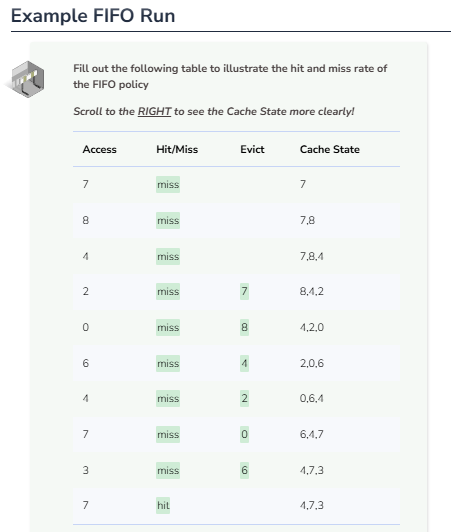 Example FIFO Run
Fill out the following table to illustrate the hit and miss rate of
the FIFO policy
Scroll to the RIGHT to see the Cache State more clearly!
Access Hit/Miss Evict Cache State
7 miss 7
8 miss 7,8
4 miss 7,8,4
2 miss 7 8,4,2
0 miss 8 4,2,0
6 miss 4 2,0,6
4 miss 2 0,6,4
7 miss 0 6,4,7
3 miss 6 4,7,3
7 hit 4,7,3